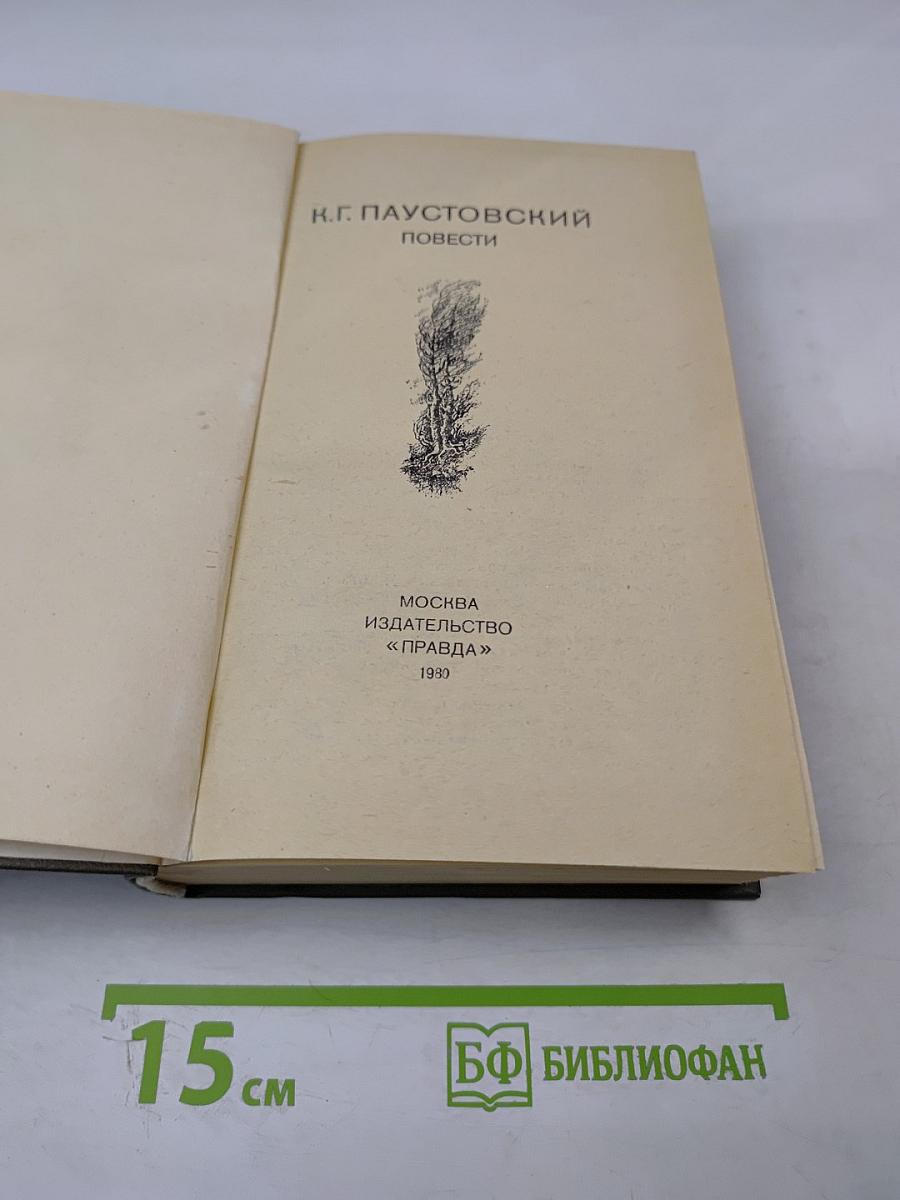 К.Г. ПАУСТОВСКИЙ
ПОВЕСТИ
МОСКВА
ИЗДАТЕЛЬСТВО
«ПРАВДА»
1980
15 см
БФ БИБЛИОФАН